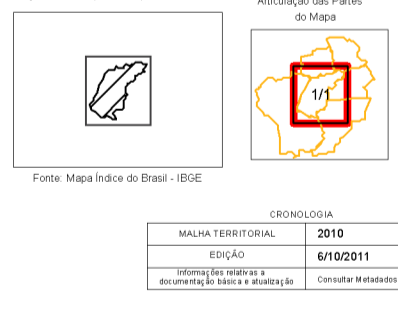 Articulação das Partes
do Mapa
1/1
Fonte: Mapa Índice do Brasil - IBGE
CRONOLOGIA
MALHA TERRITORIAL 2010
EDIÇÃO 6/10/2011
Informações relativas a
documentação básica e atualização Consultar Metadados